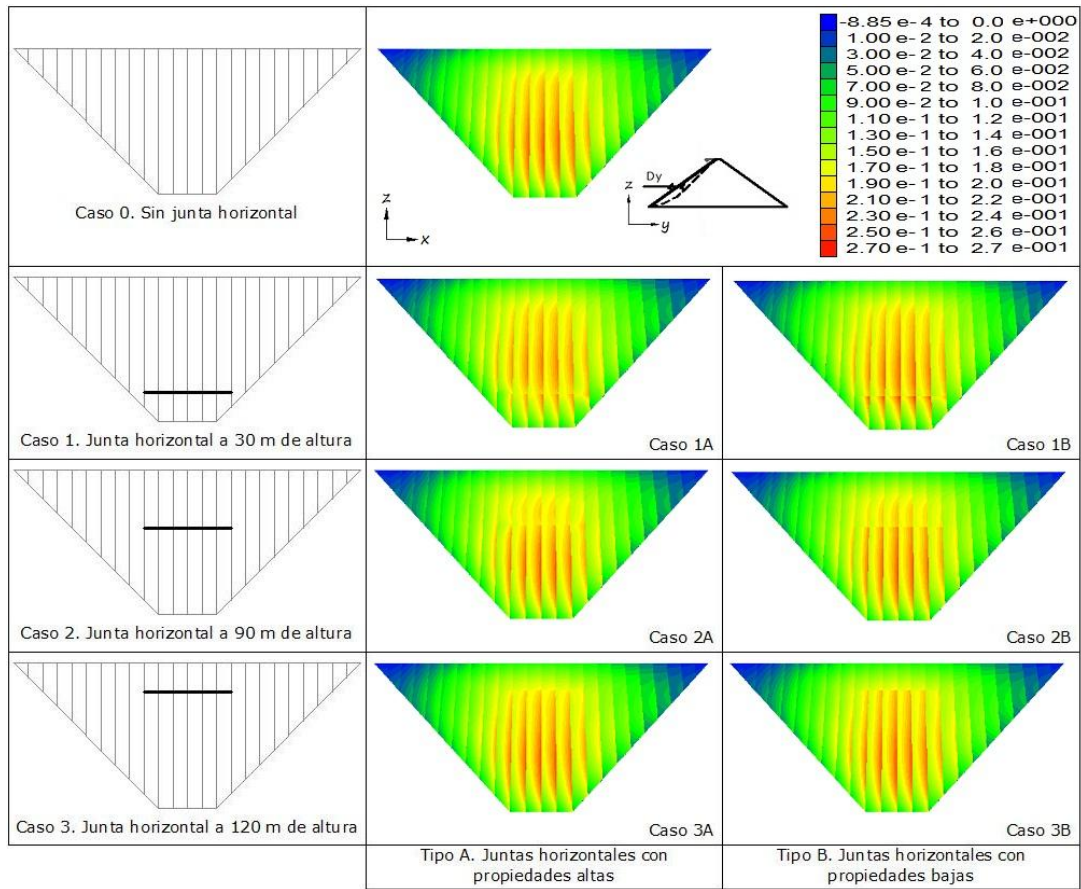 Caso 0. Sin junta horizontal
z
x
Dy
z
y
-8.85 e-4 to 0.0 e+000
1.00 e-2 to 2.0 e-002
3.00 e-2 to 4.0 e-002
5.00 e-2 to 6.0 e-002
7.00 e-2 to 8.0 e-002
9.00 e-2 to 1.0 e-001
1.10 e-1 to 1.2 e-001
1.30 e-1 to 1.4 e-001
1.50 e-1 to 1.6 e-001
1.70 e-1 to 1.8 e-001
1.90 e-1 to 2.0 e-001
2.10 e-1 to 2.2 e-001
2.30 e-1 to 2.4 e-001
2.50 e-1 to 2.6 e-001
2.70 e-1 to 2.7 e-001
Caso 1. Junta horizontal a 30 m de altura
Caso 1A
Caso 1B
Caso 2. Junta horizontal a 90 m de altura
Caso 2A
Caso 2B
Caso 3. Junta horizontal a 120 m de altura
Caso 3A
Caso 3B
Tipo A. Juntas horizontales con
propiedades altas
Tipo B. Juntas horizontales con
propiedades bajas